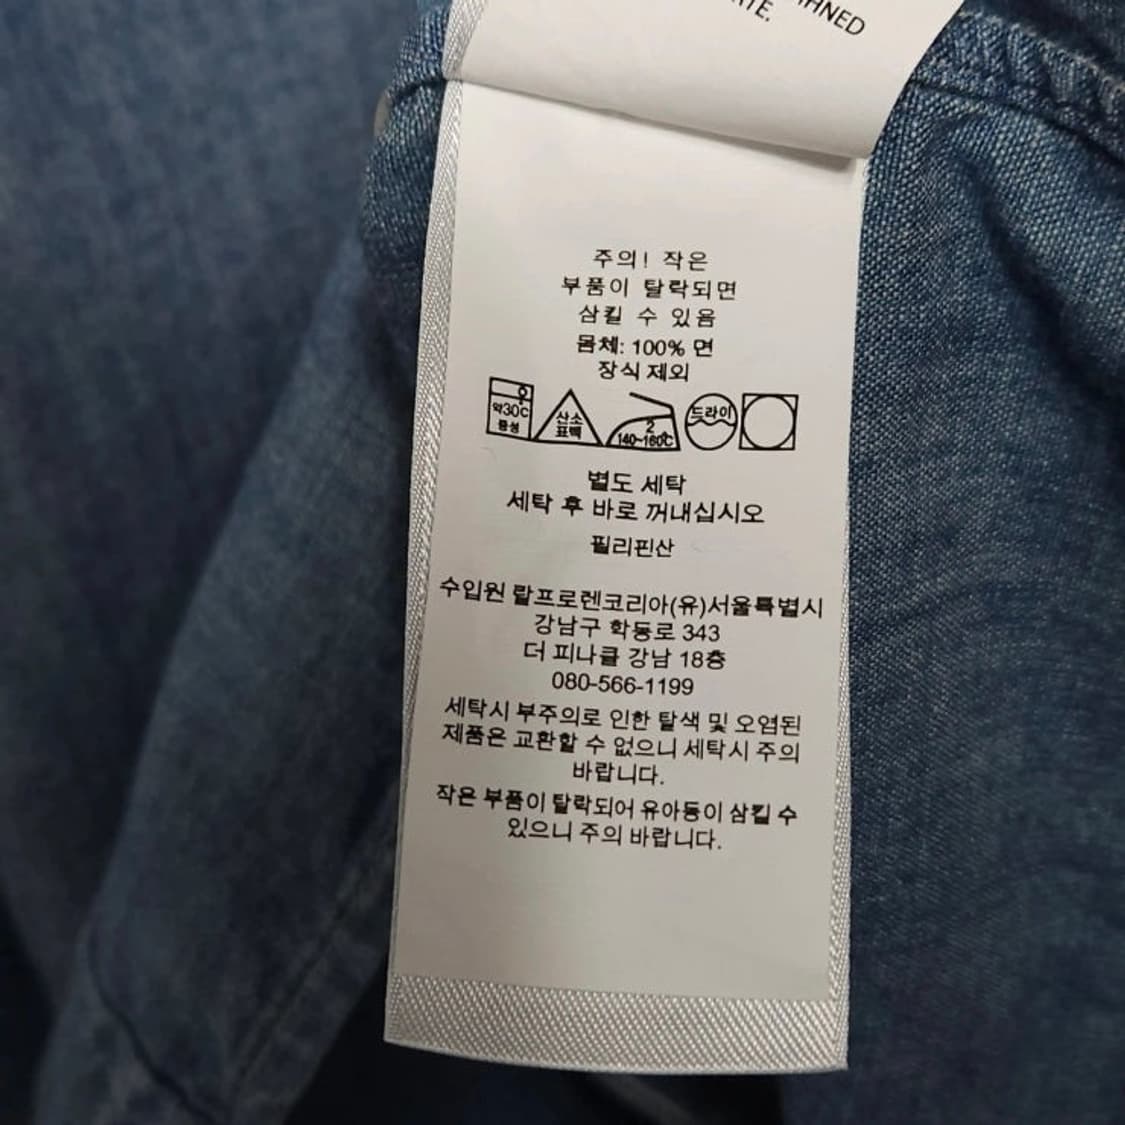 HNED
TE.
주의! 작은
부품이 탈락되면
삼킬 수 있음
몸체: 100% 면
장식 제외
약30C
중성
산소
표백
2
140~160℃
드라이
별도 세탁
세탁 후 바로 꺼내십시오
필리핀산
수입원 랄프로렌코리아(유)서울특별시
강남구 학동로 343
더 피나클 강남 18층
080-566-1199
세탁시 부주의로 인한 탈색 및 오염된
제품은 교환할 수 없으니 세탁시 주의
바랍니다.
작은 부품이 탈락되어 유아동이 삼킬 수
있으니 주의 바랍니다.